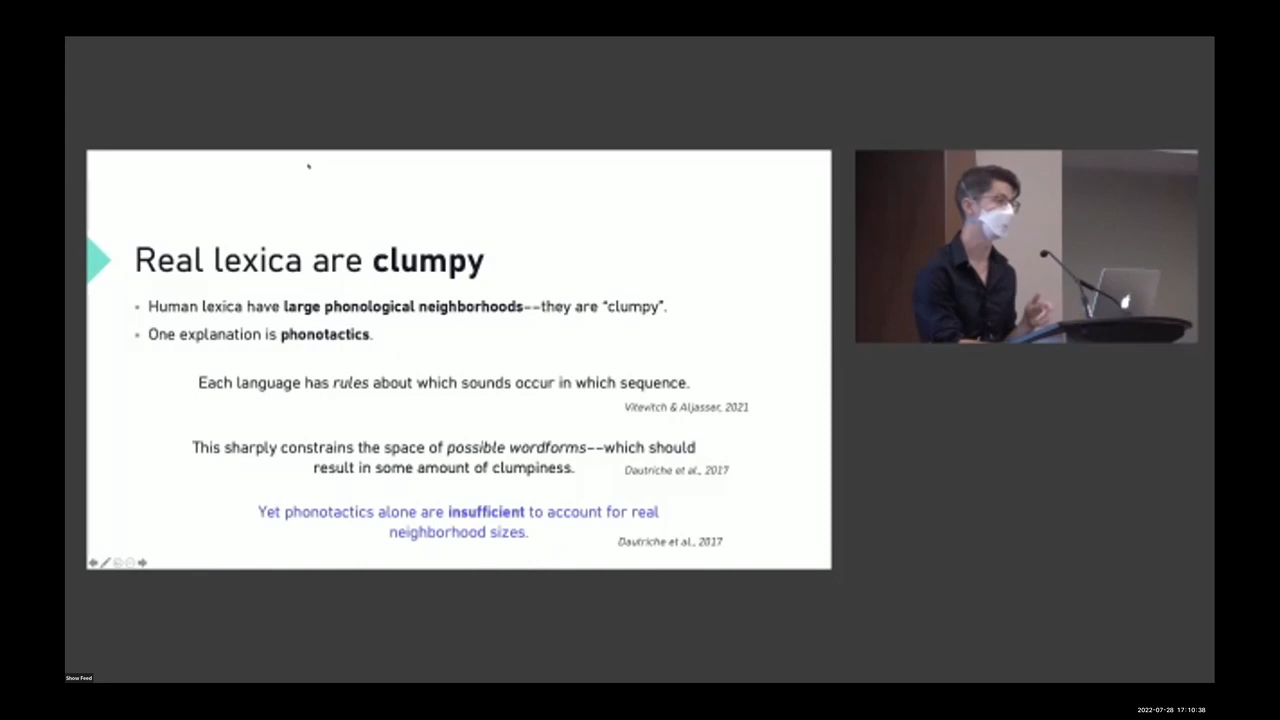 Real lexica are clumpy
• Human lexica have large phonological neighborhoods--they are “clumpy”.
• One explanation is phonotactics.
Each language has rules about which sounds occur in which sequence.
Vitevitch & Aljasser, 2021
This sharply constrains the space of possible wordforms--which should
result in some amount of clumpiness.
Dautriche et al., 2017
Yet phonotactics alone are insufficient to account for real
neighborhood sizes.
Dautriche et al., 2017
Show Feed
2022-07-28 17:10:38